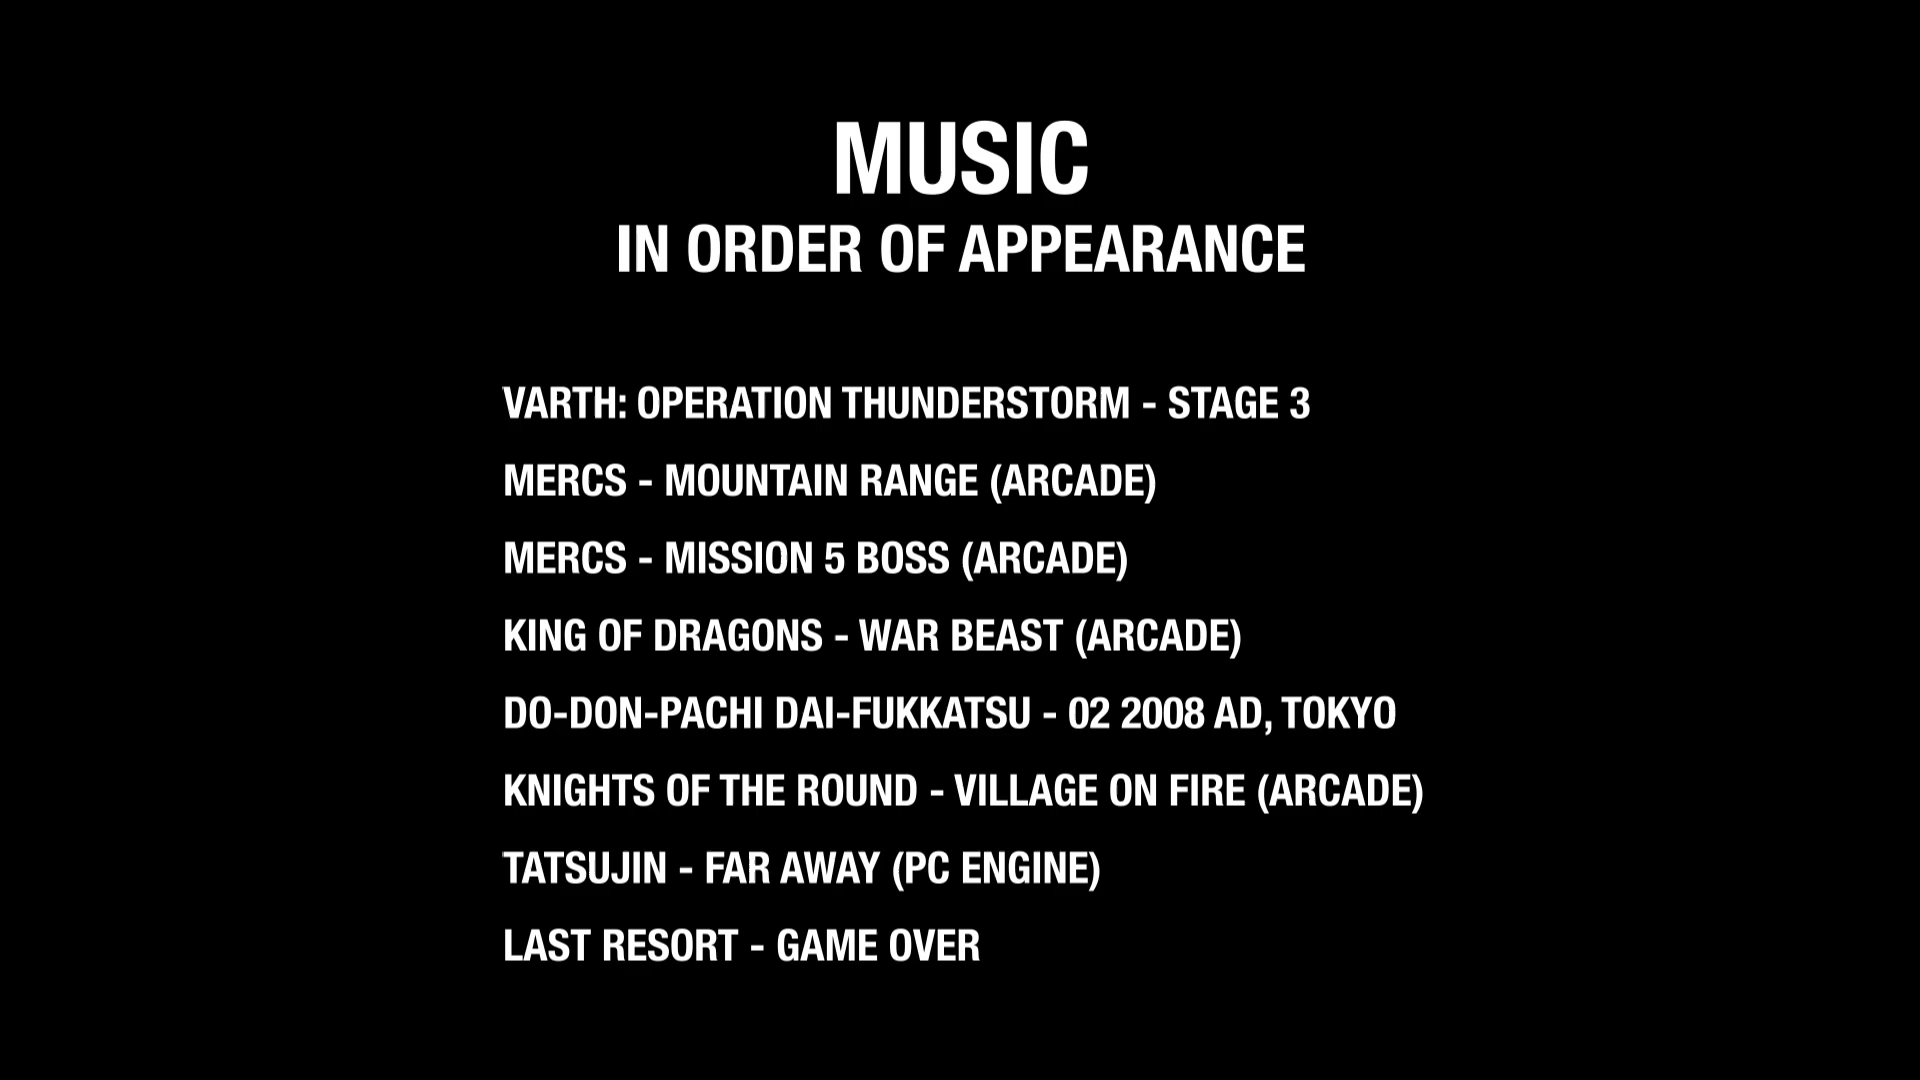 MUSIC
IN ORDER OF APPEARANCE
VARTH: OPERATION THUNDERSTORM - STAGE 3
MERCS - MOUNTAIN RANGE (ARCADE)
MERCS - MISSION 5 BOSS (ARCADE)
KING OF DRAGONS - WAR BEAST (ARCADE)
DO-DON-PACHI DAI-FUKKATSU - 02 2008 AD, TOKYO
KNIGHTS OF THE ROUND - VILLAGE ON FIRE (ARCADE)
TATSUJIN - FAR AWAY (PC ENGINE)
LAST RESORT - GAME OVER